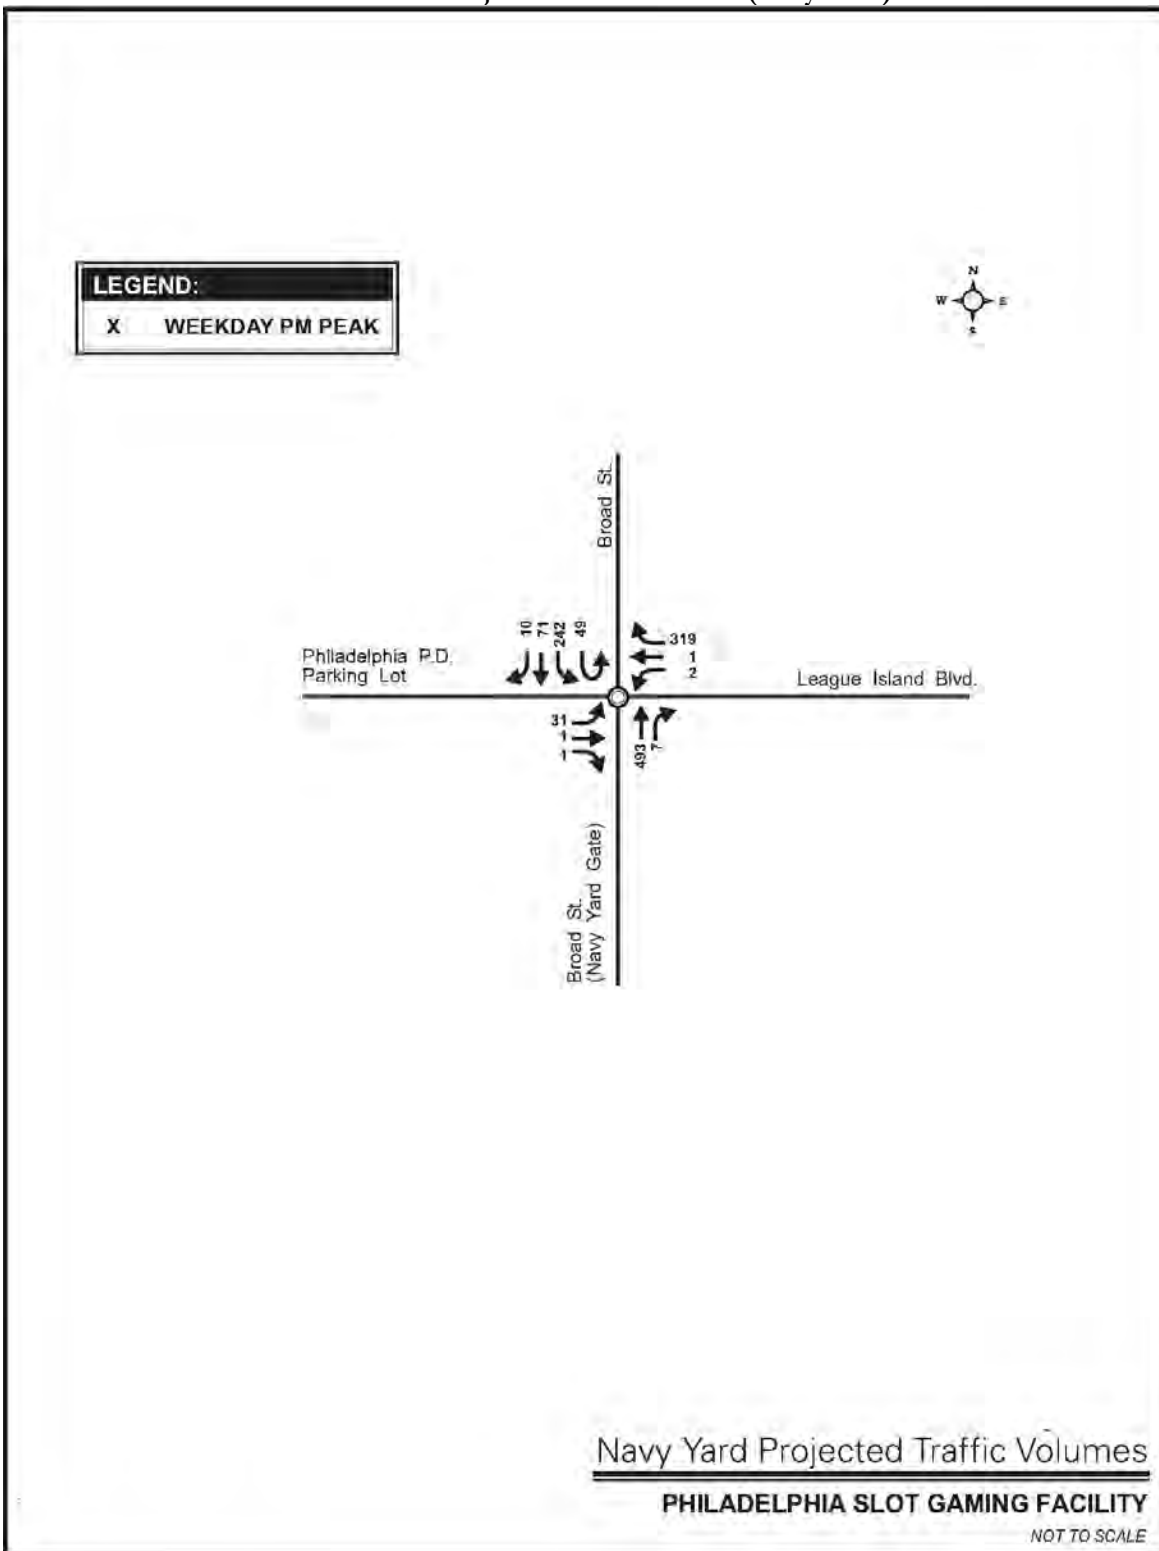 LEGEND:
X WEEKDAY PM PEAK
N
W E
S
Broad St.
10 71 242 49
319
1
2
Philadelphia P.D.
Parking Lot
League Island Blvd.
31
1
1
493 7
Broad St.
(Navy Yard Gate)
Navy Yard Projected Traffic Volumes
PHILADELPHIA SLOT GAMING FACILITY
NOT TO SCALE